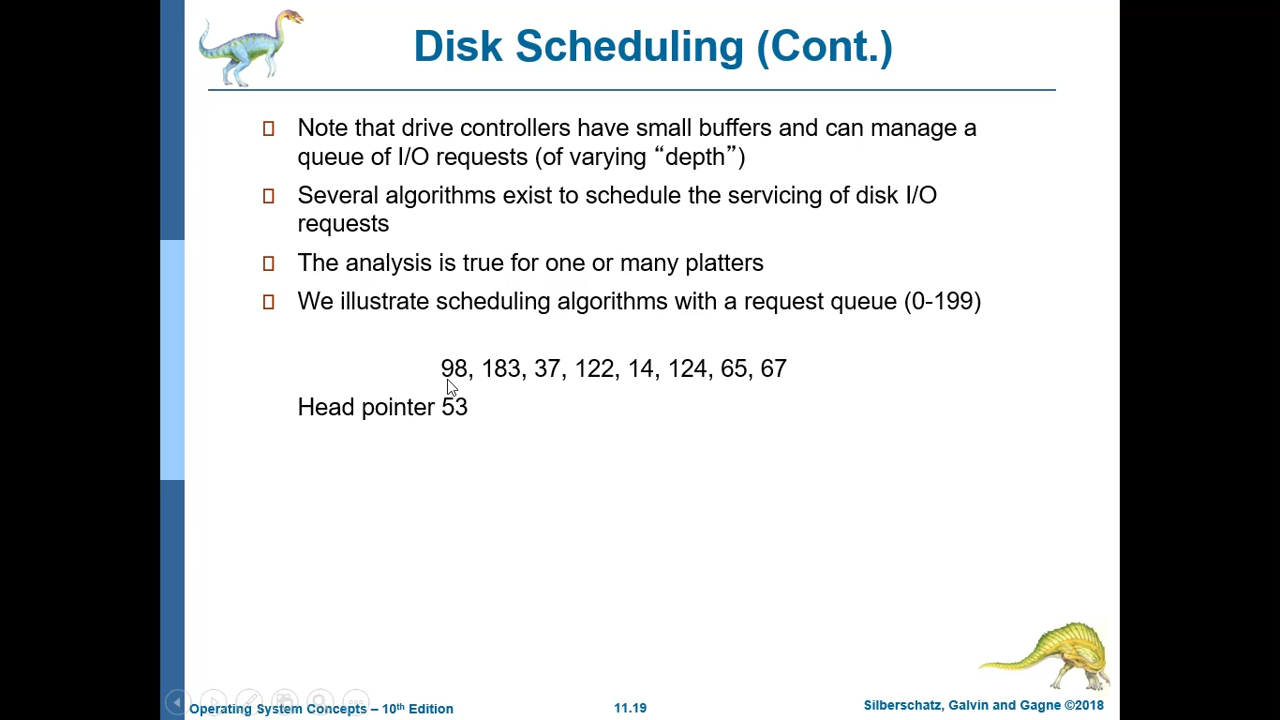 Disk Scheduling (Cont.)
Note that drive controllers have small buffers and can manage a
queue of I/O requests (of varying “depth”)
Several algorithms exist to schedule the servicing of disk I/O
requests
The analysis is true for one or many platters
We illustrate scheduling algorithms with a request queue (0-199)
98, 183, 37, 122, 14, 124, 65, 67
Head pointer 53
Operating System Concepts – 10th Edition
11.19
Silberschatz, Galvin and Gagne ©2018